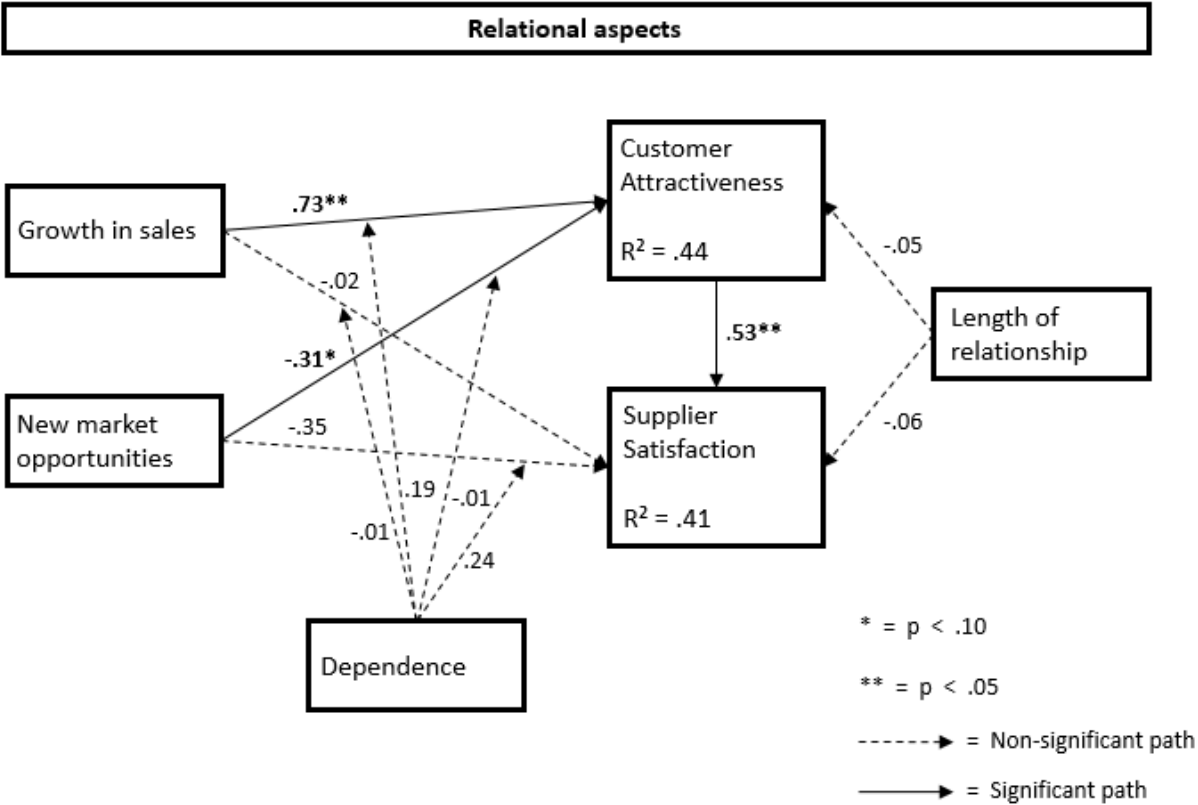 Relational aspects
Customer
Attractiveness
R² = .44
.73**
Growth in sales
-.02
-.05
Length of
relationship
.53**
-.31*
New market
opportunities
-.35
Supplier
Satisfaction
R² = .41
-.06
.19
-.01
-.01
.24
Dependence
* = p < .10
** = p < .05
= Non-significant path
= Significant path